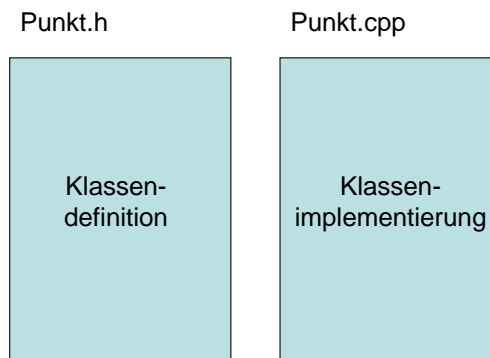 Punkt.h
Punkt.cpp
Klassen-
definition
Klassen-
implementierung